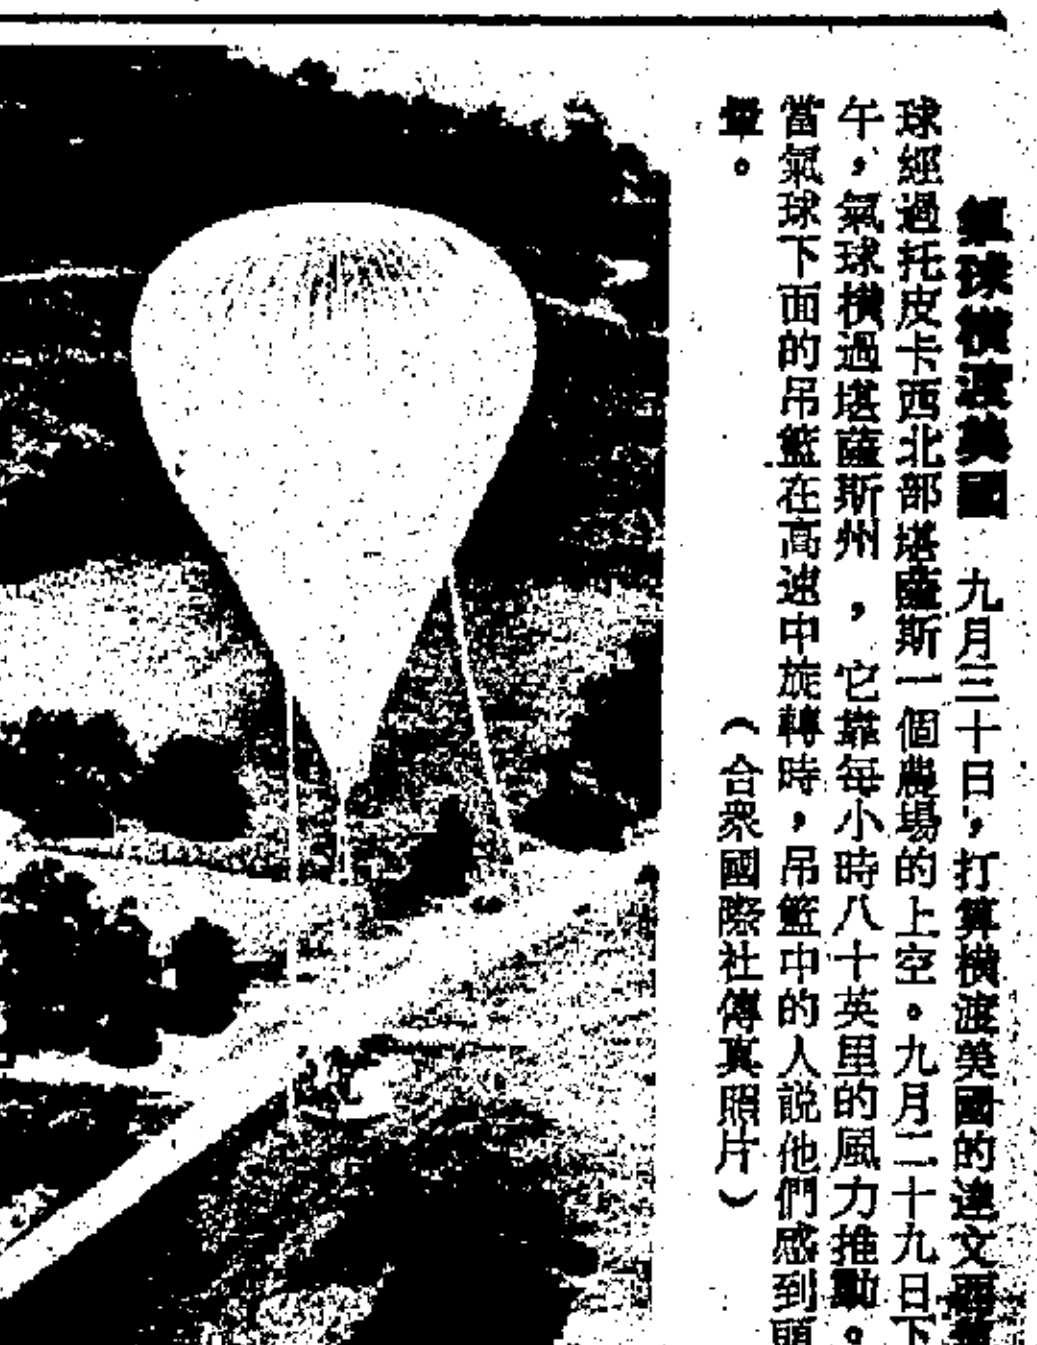 氣球橫渡美國　九月三十日，打算橫渡美國的達文西氣
球經過托皮卡西北部堪薩斯一個農場的上空。九月二十九日下
午，氣球橫過堪薩斯州，它靠每小時八十英里的風力推動。
當氣球下面的吊籃在高速中旋轉時，吊籃中的人説他們感到頭
暈。　（合衆國際社傳真照片）